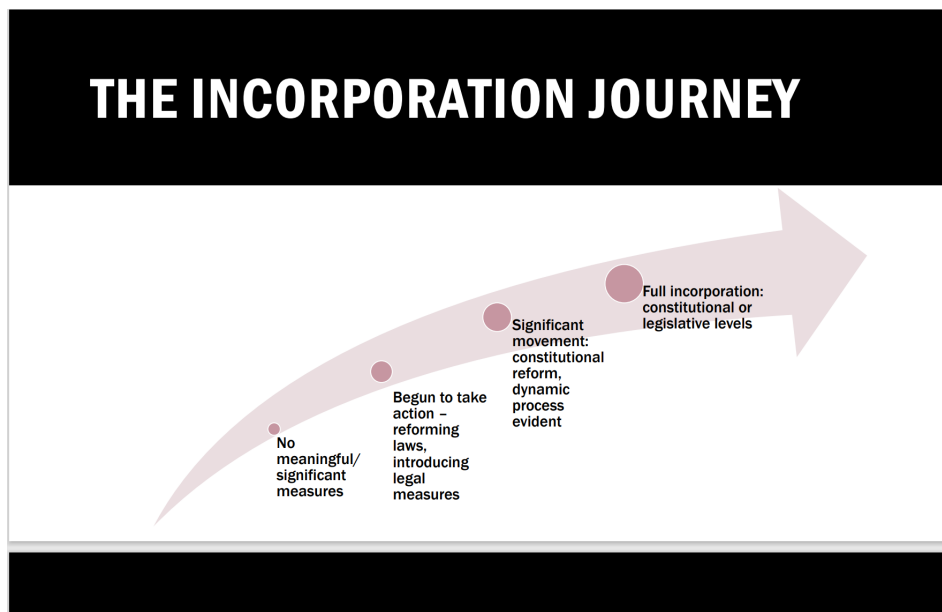 THE INCORPORATION JOURNEY
No
meaningful/
significant
measures
Begun to take
action –
reforming
laws,
introducing
legal
measures
Significant
movement:
constitutional
reform,
dynamic
process
evident
Full incorporation:
constitutional or
legislative levels